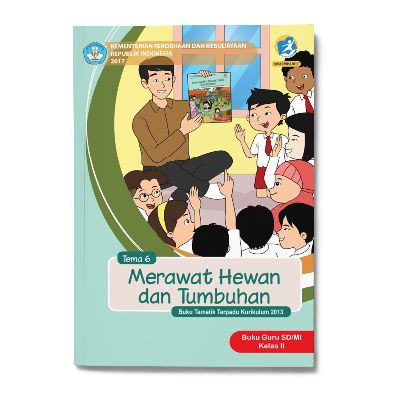 KEMENTERIAN PENDIDIKAN DAN KEBUDAYAAN
REPUBLIK INDONESIA
2017
Tema 6
Merawat Hewan
dan Tumbuhan
Buku Tematik Terpadu Kurikulum 2013
Buku Guru SD/MI
Kelas II